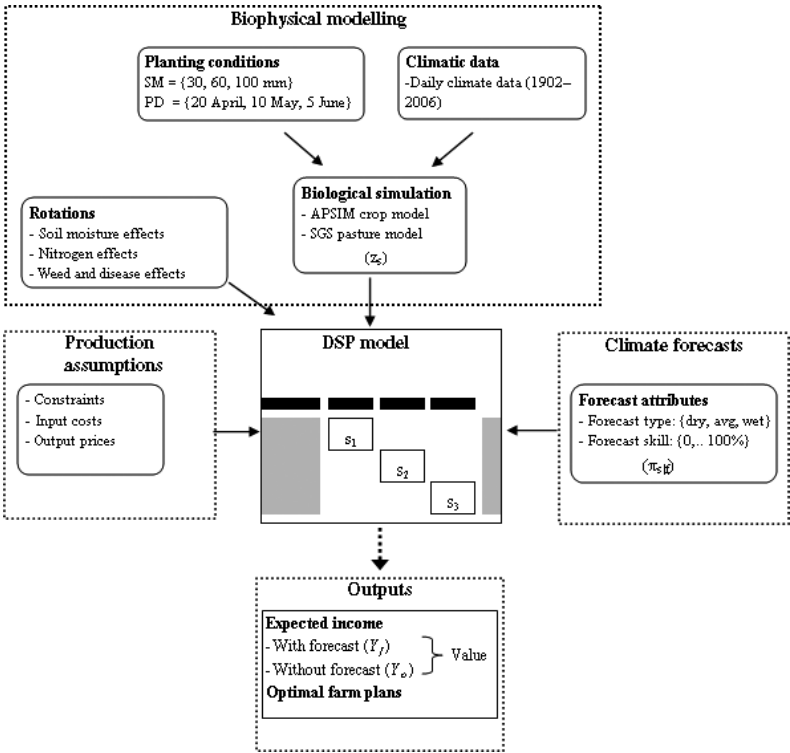 Biophysical modelling
Planting conditions
SM = {30, 60, 100 mm}
PD = {20 April, 10 May, 5 June}
Climatic data
-Daily climate data (1902–
2006)
Biological simulation
- APSIM crop model
- SGS pasture model
(zₛ)
Rotations
- Soil moisture effects
- Nitrogen effects
- Weed and disease effects
Production
assumptions
- Constraints
- Input costs
- Output prices
DSP model
s₁
s₂
s₃
Climate forecasts
Forecast attributes
- Forecast type: {dry, avg, wet}
- Forecast skill: {0,.. 100%}
(πs|f)
Outputs
Expected income
- With forecast (Y_f)
- Without forecast (Yₒ)
Value
Optimal farm plans